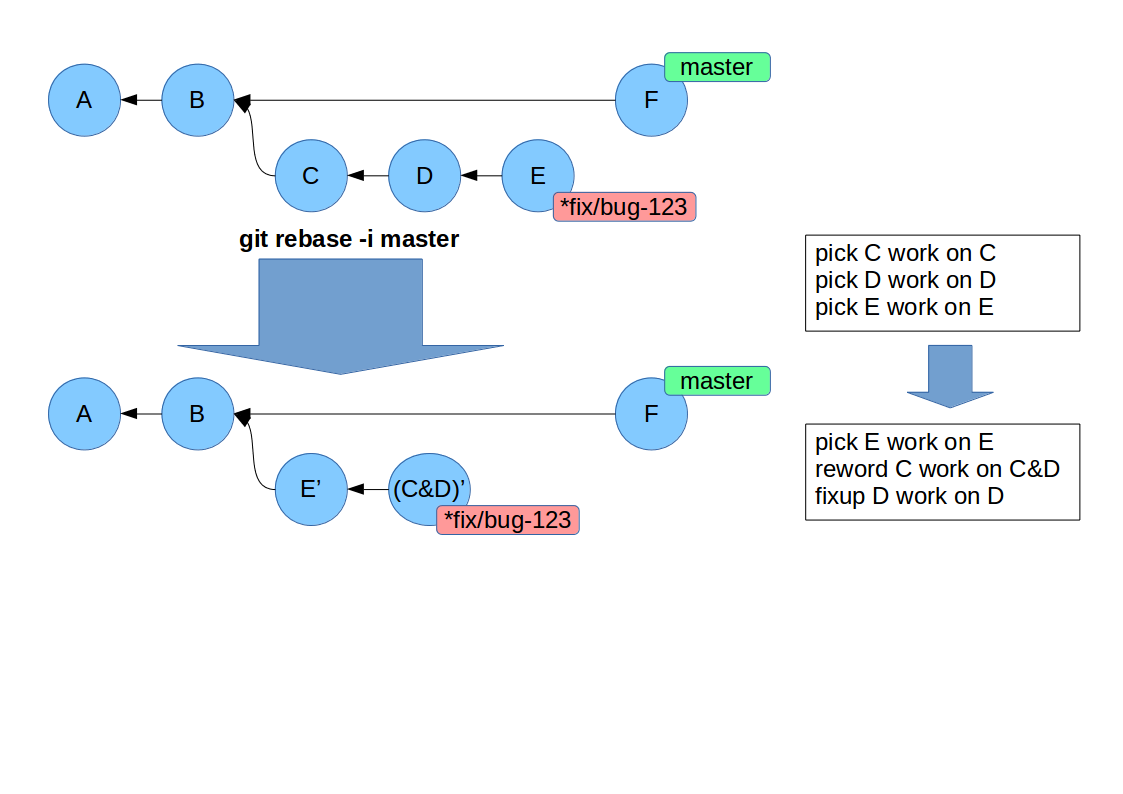 master
A
B
F
C
D
E
*fix/bug-123
git rebase -i master
pick C work on C
pick D work on D
pick E work on E
master
A
B
F
E’
(C&D)’
*fix/bug-123
pick E work on E
reword C work on C&D
fixup D work on D